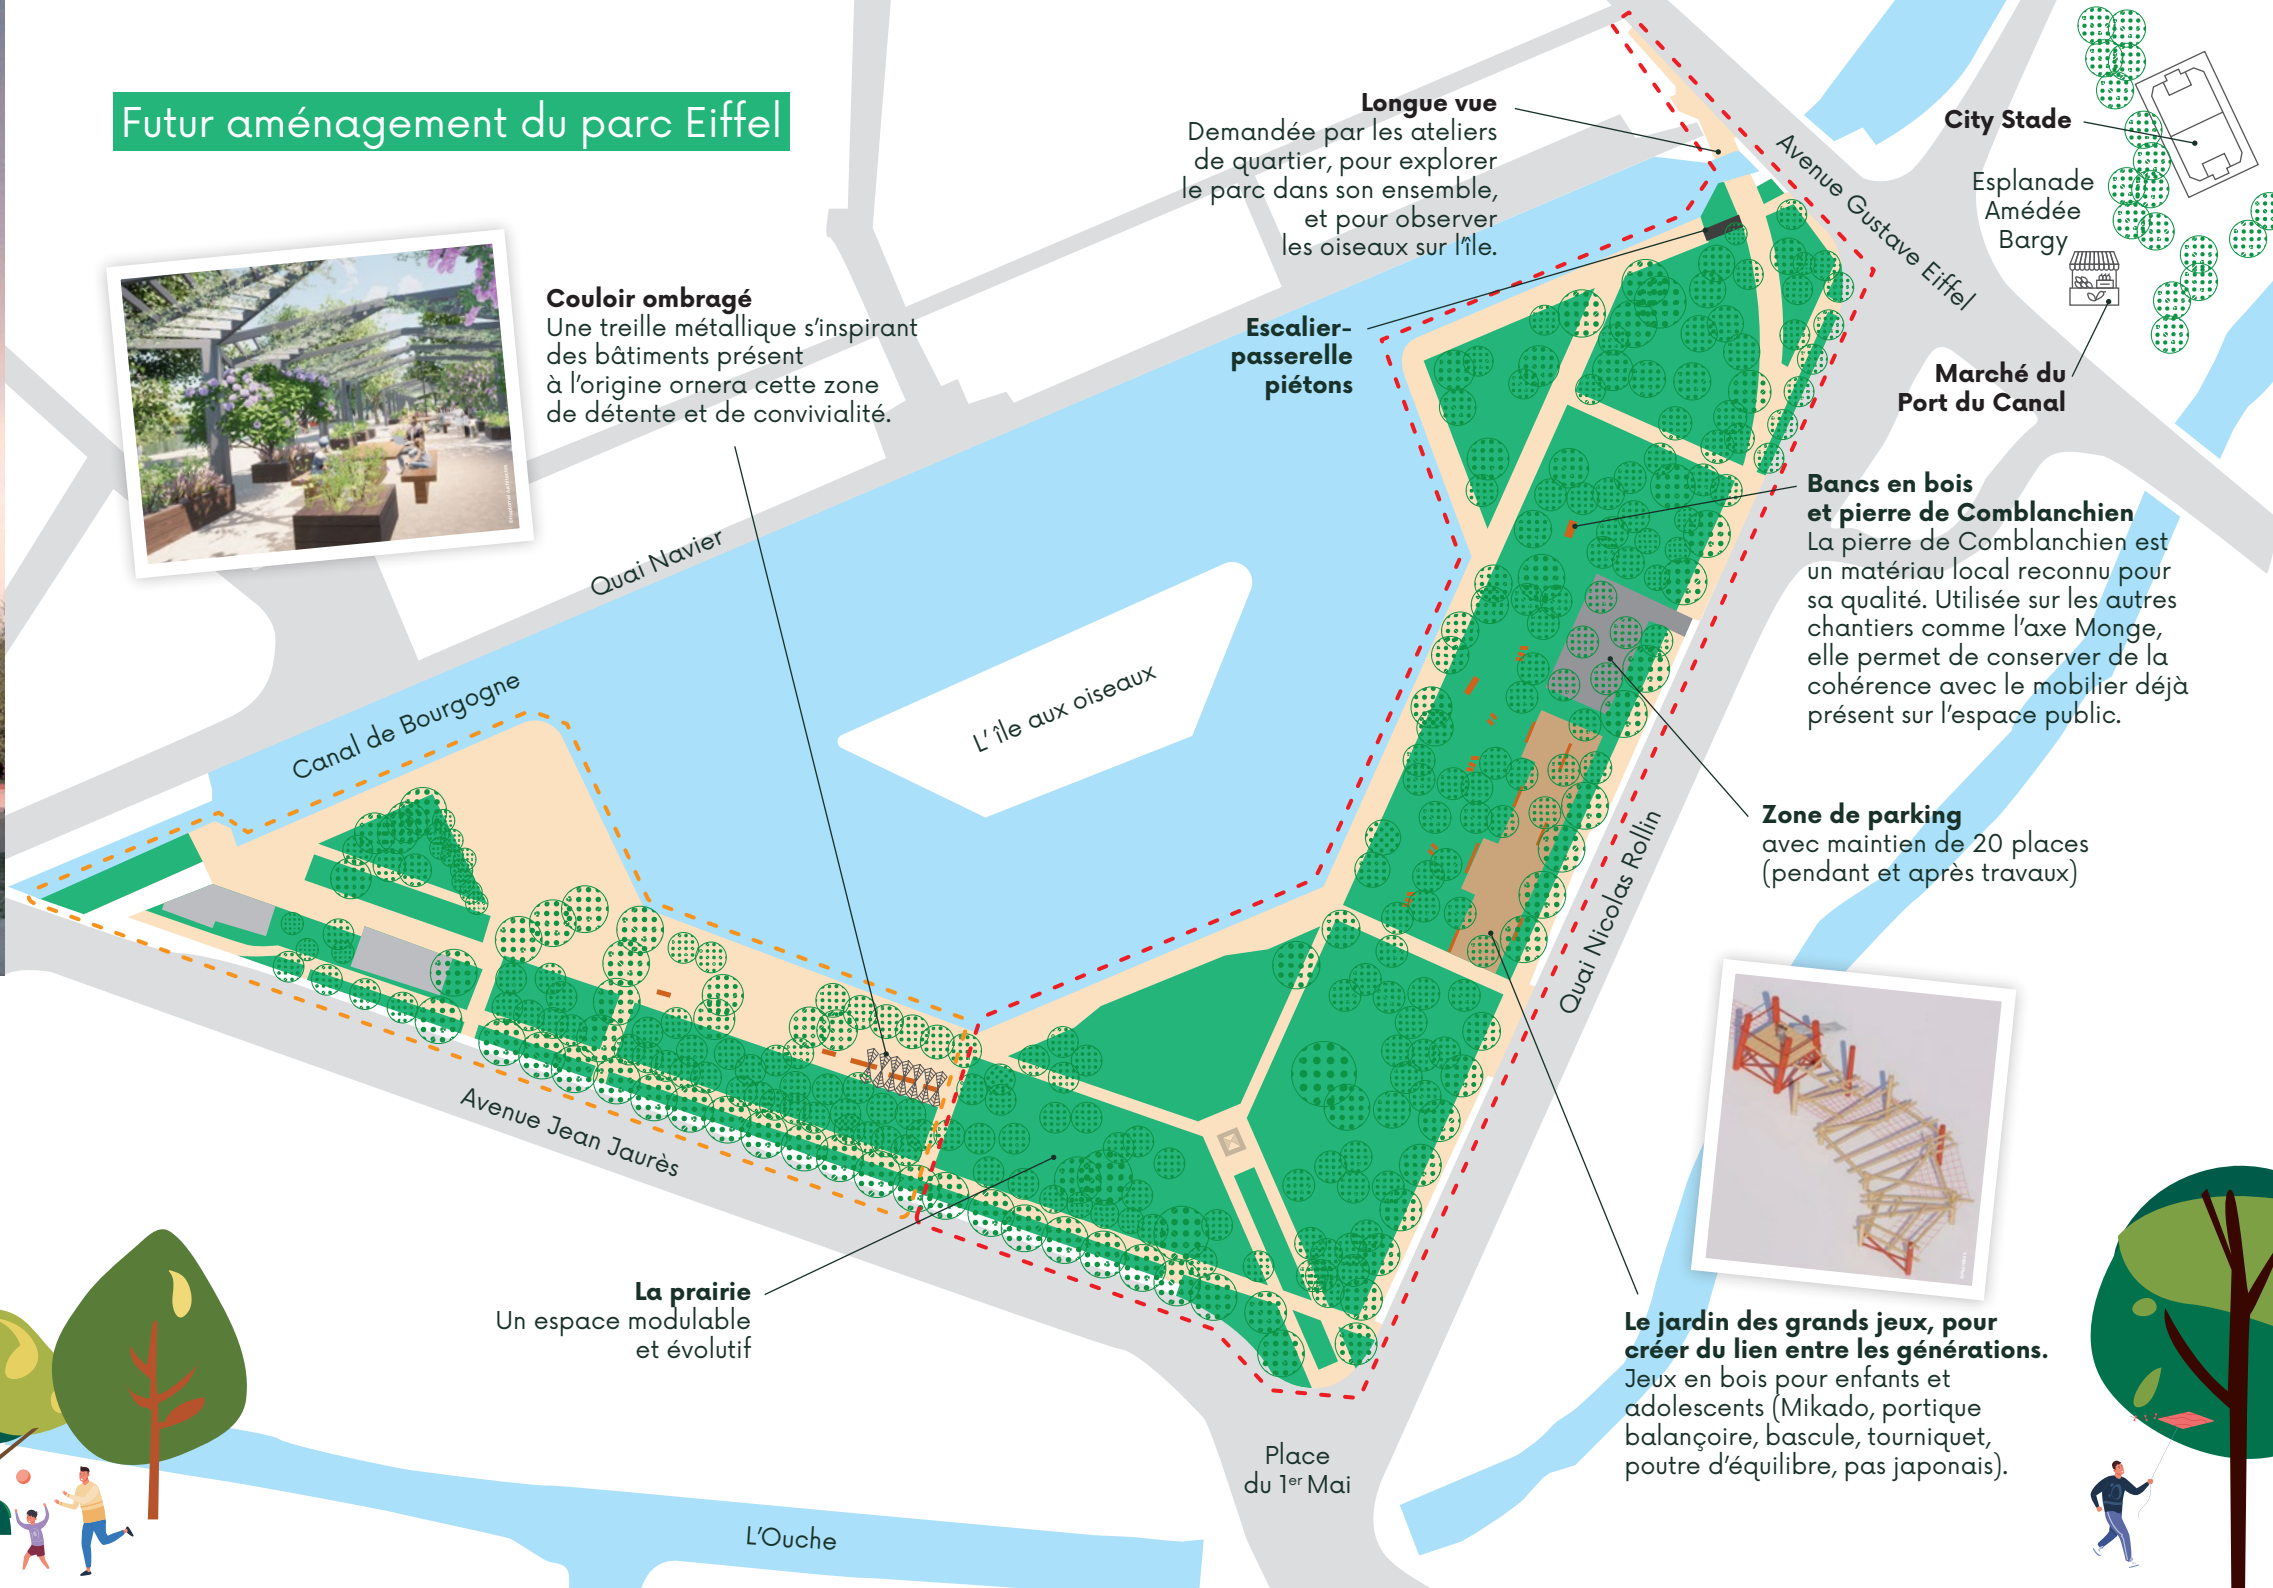 Futur aménagement du parc Eiffel
Longue vue
Demandée par les ateliers
de quartier, pour explorer
le parc dans son ensemble,
et pour observer
les oiseaux sur l'île.
City Stade
Esplanade
Amédée
Bargy
Avenue Gustave Eiffel
Marché du
Port du Canal
Couloir ombragé
Une treille métallique s'inspirant
des bâtiments présent
à l'origine ornera cette zone
de détente et de convivialité.
Escalier-
passerelle
piétons
Bancs en bois
et pierre de Comblanchien
La pierre de Comblanchien est
un matériau local reconnu pour
sa qualité. Utilisée sur les autres
chantiers comme l'axe Monge,
elle permet de conserver de la
cohérence avec le mobilier déjà
présent sur l'espace public.
Quai Navier
Canal de Bourgogne
L'île aux oiseaux
Zone de parking
avec maintien de 20 places
(pendant et après travaux)
Quai Nicolas Rollin
Avenue Jean Jaurès
La prairie
Un espace modulable
et évolutif
Le jardin des grands jeux, pour
créer du lien entre les générations.
Jeux en bois pour enfants et
adolescents (Mikado, portique
balançoire, bascule, tourniquet,
poutre d'équilibre, pas japonais).
Place
du 1er Mai
L'Ouche